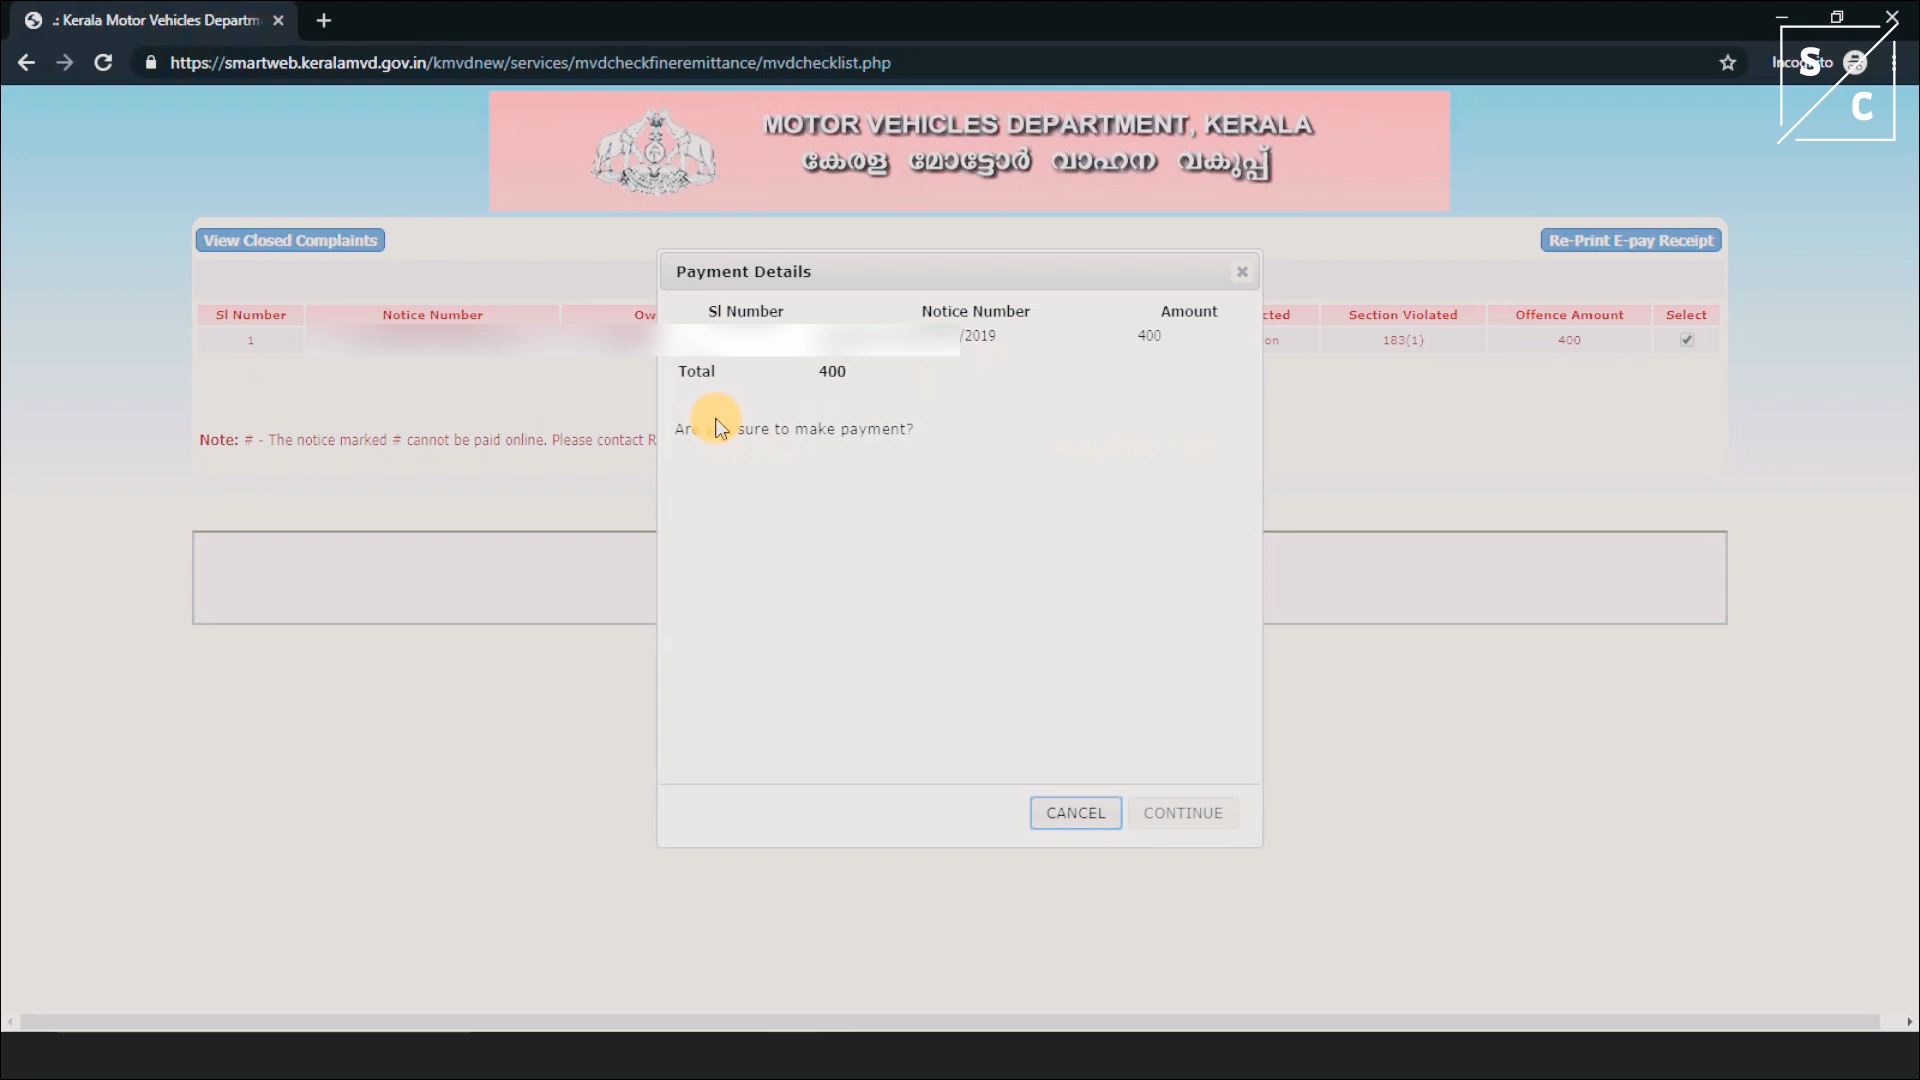 .: Kerala Motor Vehicles Departm
https://smartweb.keralamvd.gov.in/kmvdnew/services/mvdcheckfineremittance/mvdchecklist.php
S
C
MOTOR VEHICLES DEPARTMENT, KERALA
കേരള മോട്ടോർ വാഹന വകുപ്പ്
View Closed Complaints
Re-Print E-pay Receipt
Payment Details
Sl Number Notice Number Amount
/2019 400
Total 400
Are sure to make payment?
CANCEL CONTINUE
Sl Number Notice Number Ow cted Section Violated Offence Amount Select
1 on 183(1) 400
Note: # - The notice marked # cannot be paid online. Please contact R